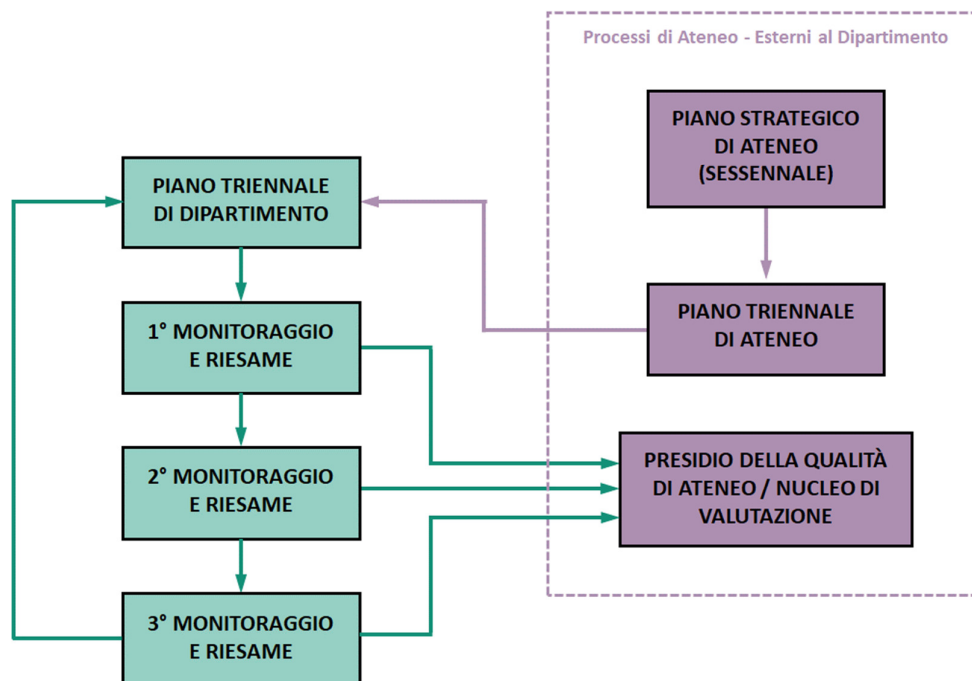 Processi di Ateneo - Esterni al Dipartimento
PIANO STRATEGICO
DI ATENEO
(SESSENNALE)
PIANO TRIENNALE
DI DIPARTIMENTO
PIANO TRIENNALE
DI ATENEO
1° MONITORAGGIO
E RIESAME
2° MONITORAGGIO
E RIESAME
PRESIDIO DELLA QUALITÀ
DI ATENEO / NUCLEO DI
VALUTAZIONE
3° MONITORAGGIO
E RIESAME